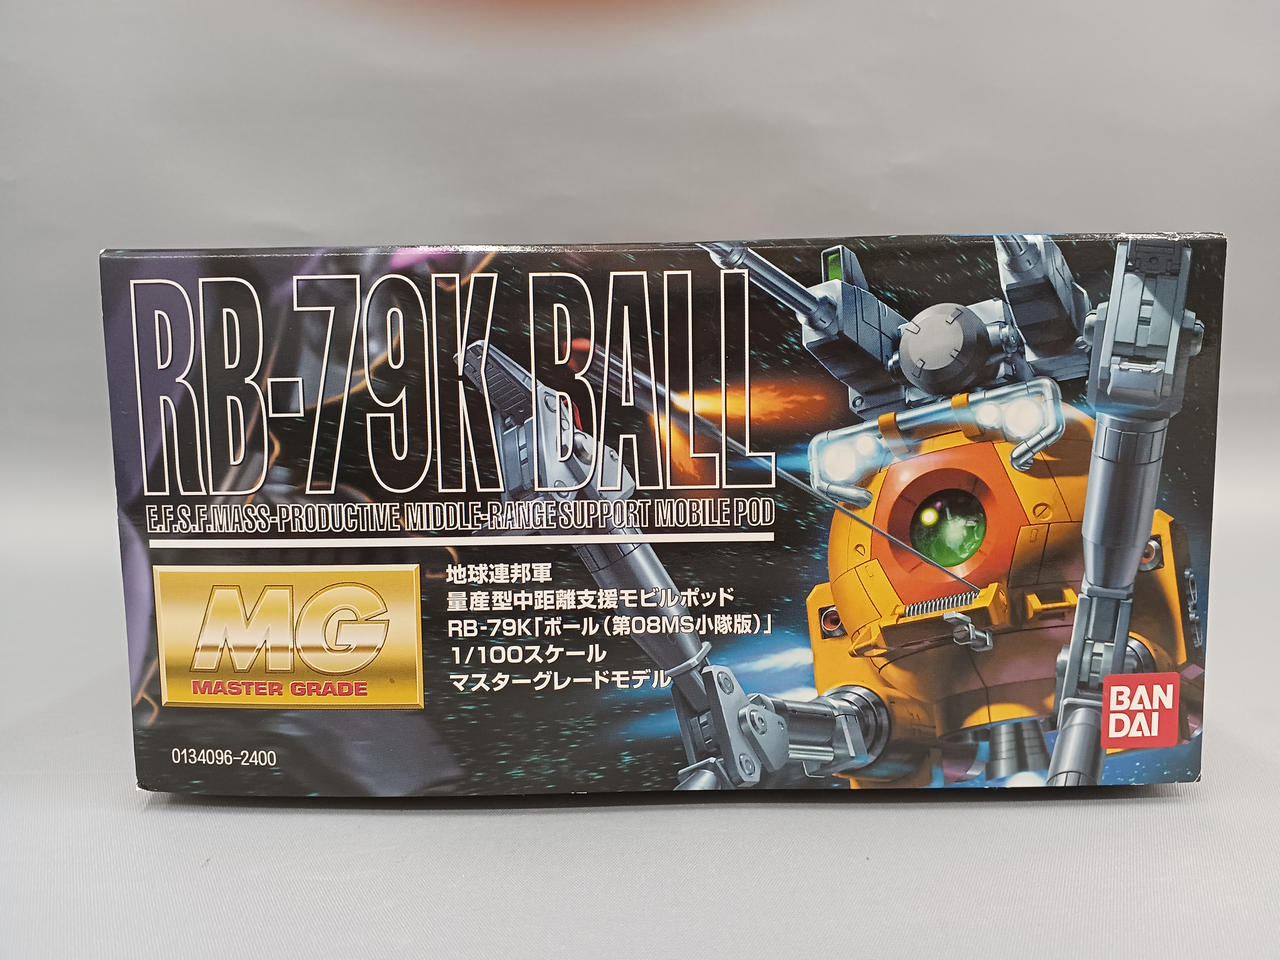 RB-79K BALL
E.F.S.F.MASS-PRODUCTIVE MIDDLE-RANGE SUPPORT MOBILE POD
MG
MASTER GRADE
地球連邦軍
量産型中距離支援モビルポッド
RB-79K「ボール（第08MS小隊版）」
1/100スケール
マスターグレードモデル
0134096-2400
BAN
DAI